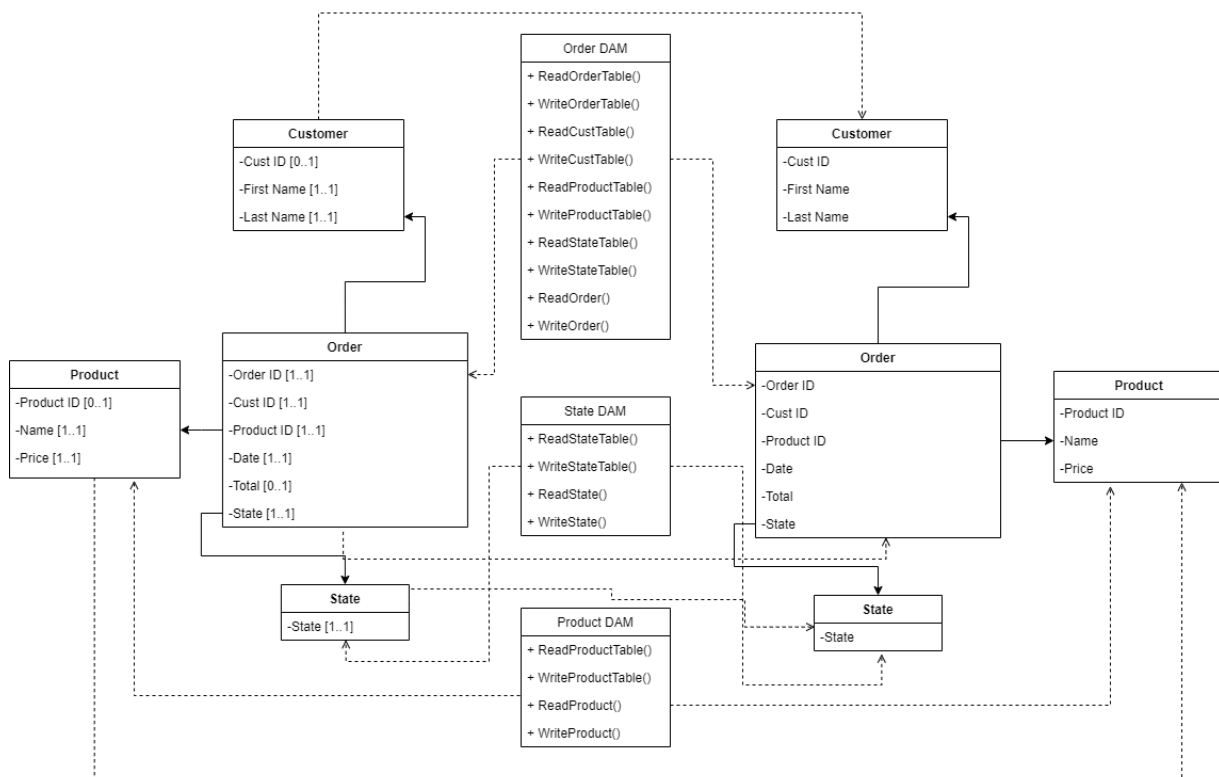 Order DAM
+ ReadOrderTable()
+ WriteOrderTable()
+ ReadCustTable()
+ WriteCustTable()
+ ReadProductTable()
+ WriteProductTable()
+ ReadStateTable()
+ WriteStateTable()
+ ReadOrder()
+ WriteOrder()
Customer
-Cust ID [0..1]
-First Name [1..1]
-Last Name [1..1]
Customer
-Cust ID
-First Name
-Last Name
Product
-Product ID [0..1]
-Name [1..1]
-Price [1..1]
Order
-Order ID [1..1]
-Cust ID [1..1]
-Product ID [1..1]
-Date [1..1]
-Total [0..1]
-State [1..1]
State DAM
+ ReadStateTable()
+ WriteStateTable()
+ ReadState()
+ WriteState()
Order
-Order ID
-Cust ID
-Product ID
-Date
-Total
-State
Product
-Product ID
-Name
-Price
State
-State [1..1]
Product DAM
+ ReadProductTable()
+ WriteProductTable()
+ ReadProduct()
+ WriteProduct()
State
-State